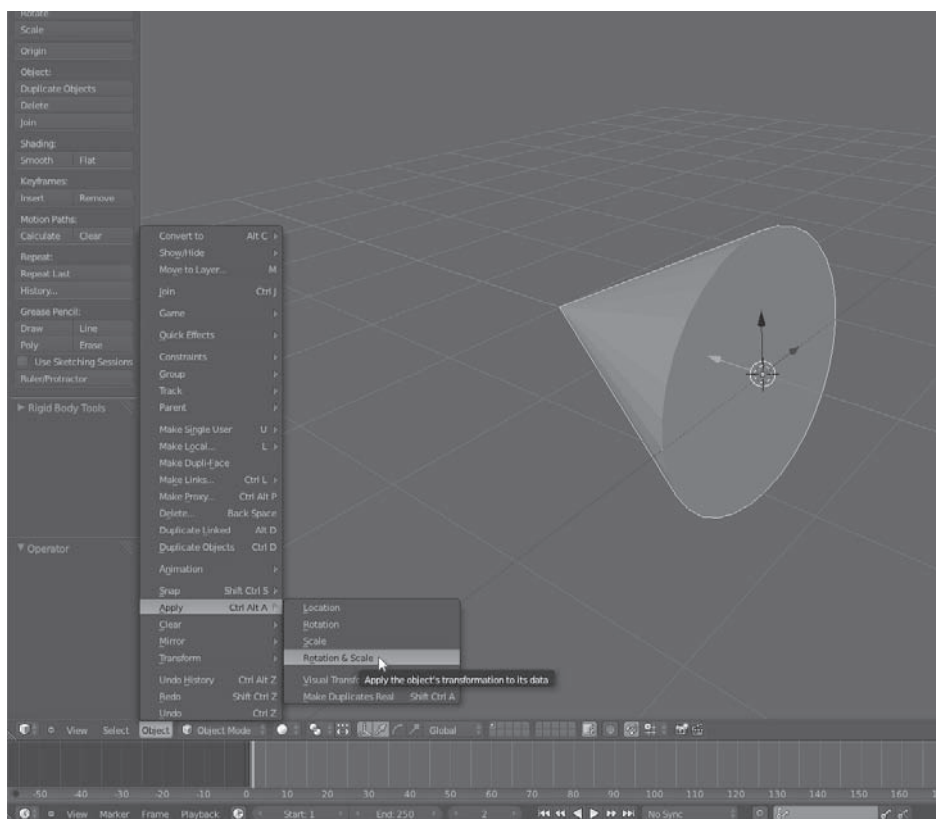 Rotate
Scale
Origin
Object:
Duplicate Objects
Delete
Join
Shading:
Smooth Flat
Keyframes:
Insert Remove
Motion Paths:
Calculate Clear
Repeat:
Repeat Last
History...
Grease Pencil:
Draw Line
Poly Erase
Use Sketching Sessions
Ruler/Protractor
Rigid Body Tools
Operator
Convert to Alt C
Show/Hide
Move to Layer... M
Join Ctrl J
Game
Quick Effects
Constraints
Group
Track
Parent
Make Single User U
Make Local... L
Make Dupli-Face
Make Links... Ctrl L
Make Proxy... Ctrl Alt P
Delete... Back Space
Duplicate Linked Alt D
Duplicate Objects Ctrl D
Animation
Snap Shift Ctrl S
Apply Ctrl Alt A
Clear
Mirror
Transform
Undo History Ctrl Alt Z
Redo Shift Ctrl Z
Undo Ctrl Z
Location
Rotation
Scale
Rotation & Scale
Visual Transf
Apply the object's transformation to its data
Make Duplicates Real Shift Ctrl A
View Select Object Object Mode Global
-50 -40 -30 -20 -10 0 10 20 30 40 50 60 70 80 90 100 110 120 130 140 150 160
View Marker Frame Playback Start: 1 End: 250 2 No Sync